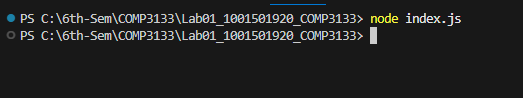 PS C:\6th-Sem\COMP3133\Lab01_1001501920_COMP3133> node index.js
PS C:\6th-Sem\COMP3133\Lab01_1001501920_COMP3133>